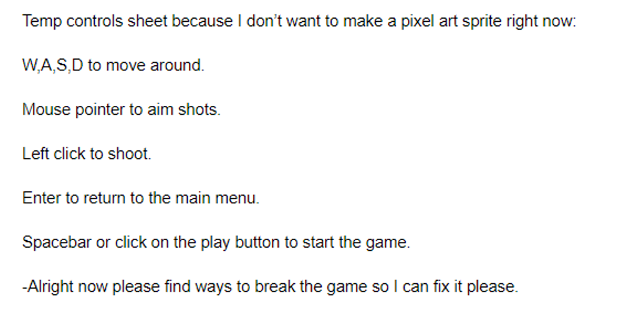 Temp controls sheet because I don't want to make a pixel art sprite right now:
W,A,S,D to move around.
Mouse pointer to aim shots.
Left click to shoot.
Enter to return to the main menu.
Spacebar or click on the play button to start the game.
-Alright now please find ways to break the game so I can fix it please.